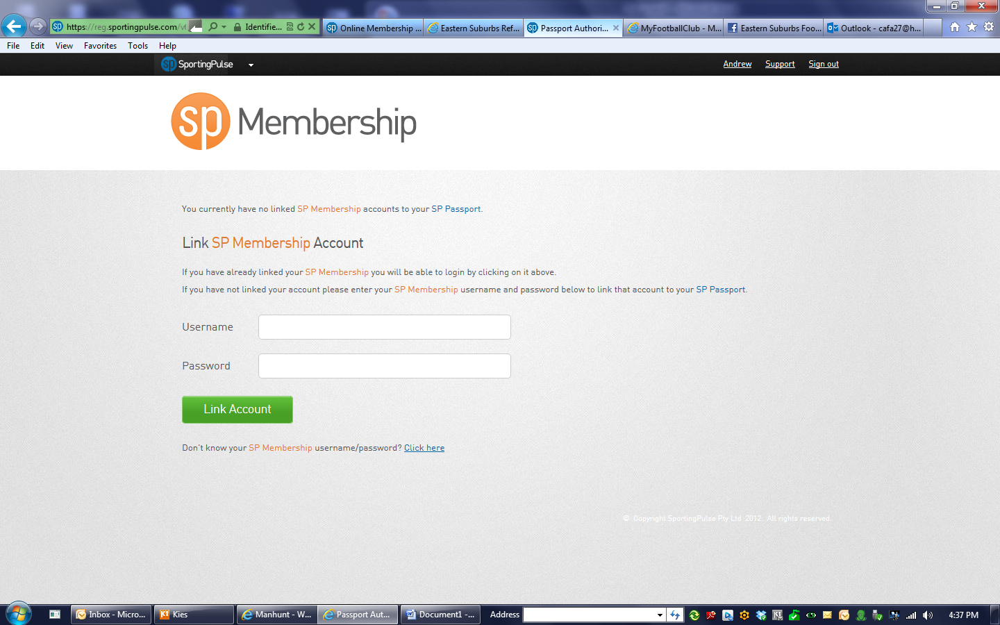 https://reg.sportingpulse.com/v6
Identifie...
Online Membership ...
Eastern Suburbs Ref...
Passport Authori...
MyFootballClub - M...
Eastern Suburbs Foo...
Outlook - cafa27@h...
File Edit View Favorites Tools Help
sp SportingPulse
Andrew Support Sign out
sp Membership
You currently have no linked SP Membership accounts to your SP Passport.
Link SP Membership Account
If you have already linked your SP Membership you will be able to login by clicking on it above.
If you have not linked your account please enter your SP Membership username and password below to link that account to your SP Passport.
Username
Password
Link Account
Don't know your SP Membership username/password? Click here
© Copyright SportingPulse Pty Ltd 2012. All rights reserved.
Inbox - Micro...
Kies
Manhunt - W...
Passport Aut...
Document1 -...
Address
4:37 PM